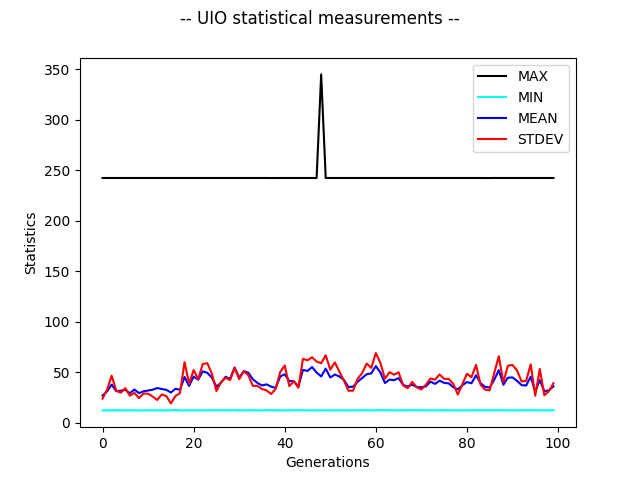 -- UIO statistical measurements --
350
300
250
200
150
100
50
0
Statistics
MAX
MIN
MEAN
STDEV
0 20 40 60 80 100
Generations